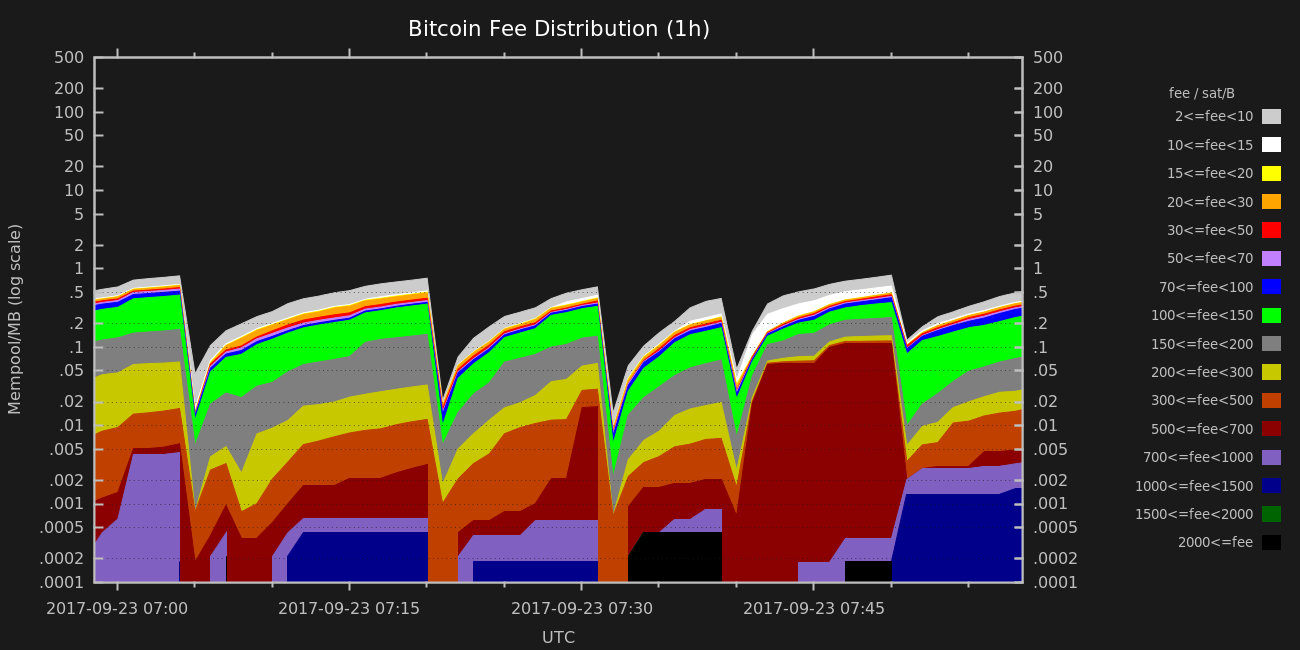 Bitcoin Fee Distribution (1h)
500 500
200 200
100 100
50 50
20 20
10 10
5 5
2 2
1 1
.5 .5
.2 .2
.1 .1
.05 .05
.02 .02
.01 .01
.005 .005
.002 .002
.001 .001
.0005 .0005
.0002 .0002
.0001 .0001
Mempool/MB (log scale)
2017-09-23 07:00 2017-09-23 07:15 2017-09-23 07:30 2017-09-23 07:45
UTC
fee / sat/B
2<=fee<10
10<=fee<15
15<=fee<20
20<=fee<30
30<=fee<50
50<=fee<70
70<=fee<100
100<=fee<150
150<=fee<200
200<=fee<300
300<=fee<500
500<=fee<700
700<=fee<1000
1000<=fee<1500
1500<=fee<2000
2000<=fee